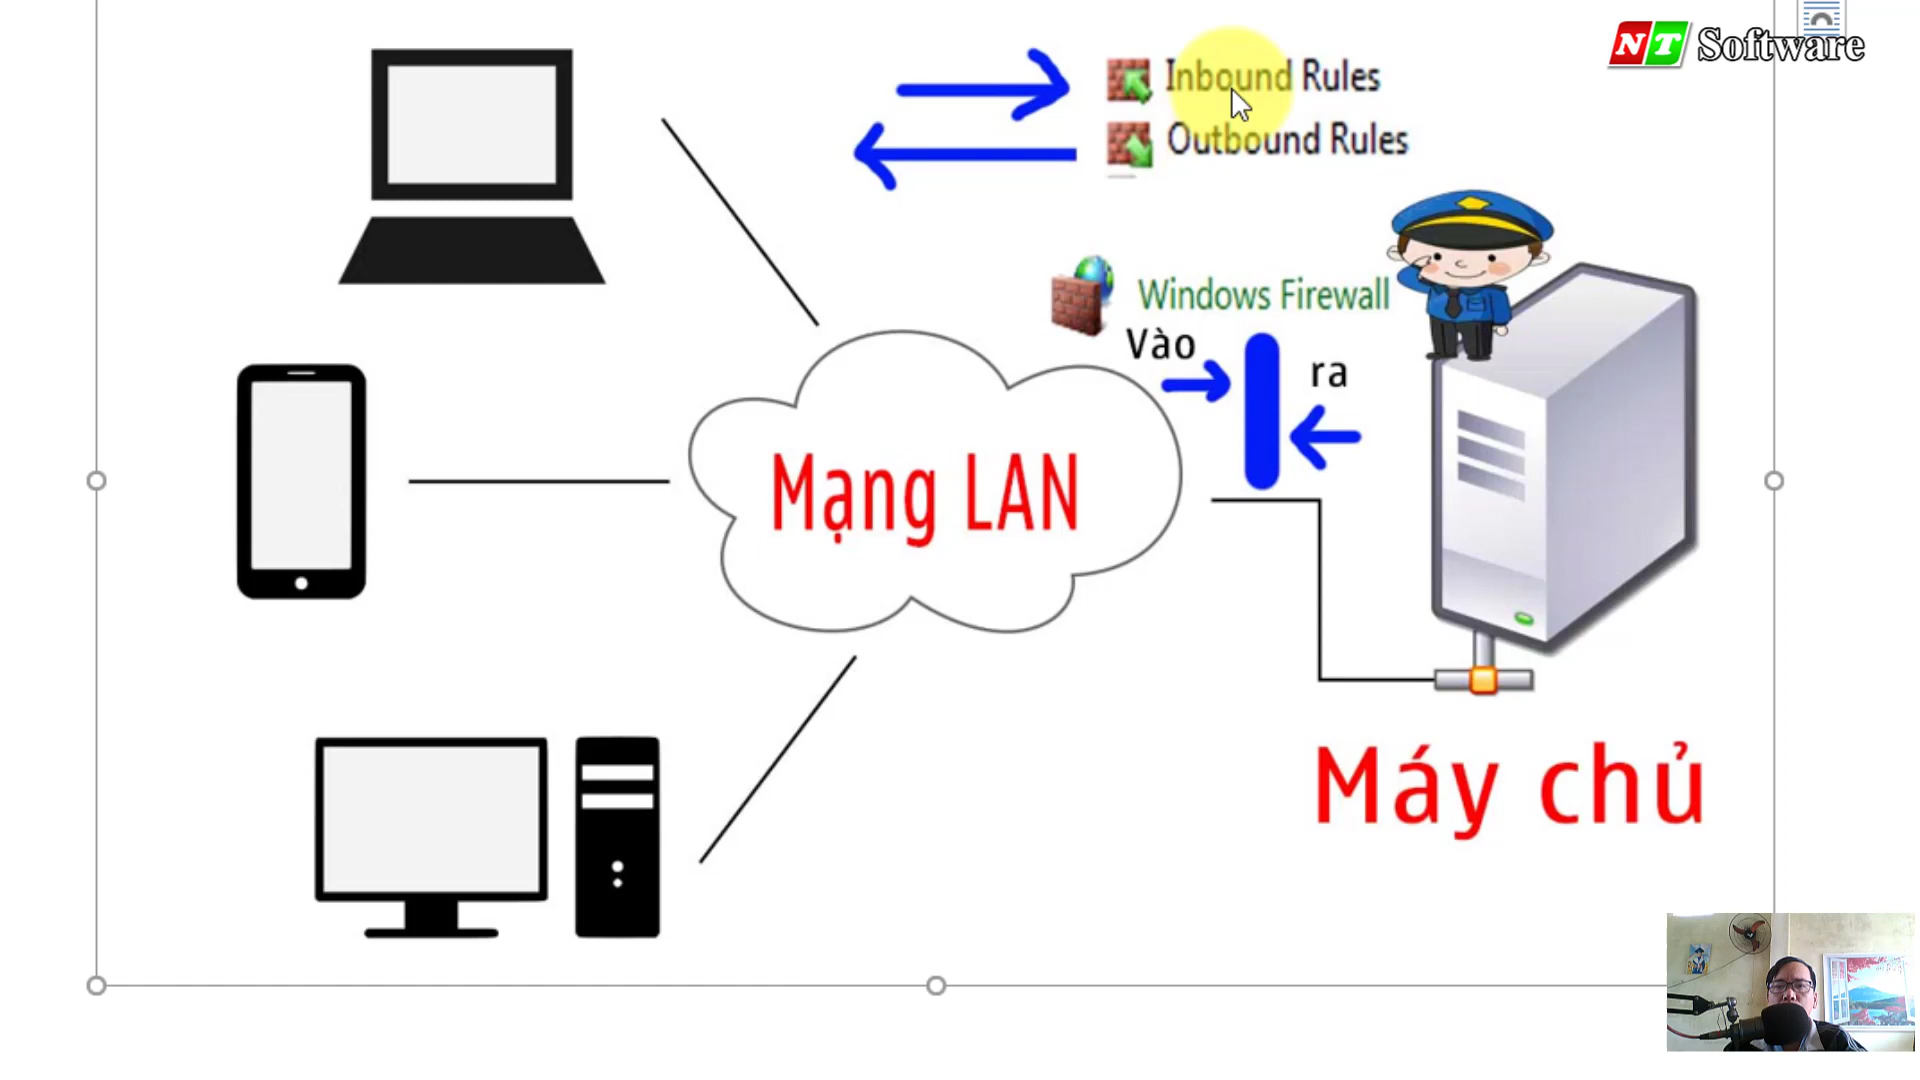 NT Software
Inbound Rules
Outbound Rules
Windows Firewall
Vào
ra
Mạng LAN
Máy chủ